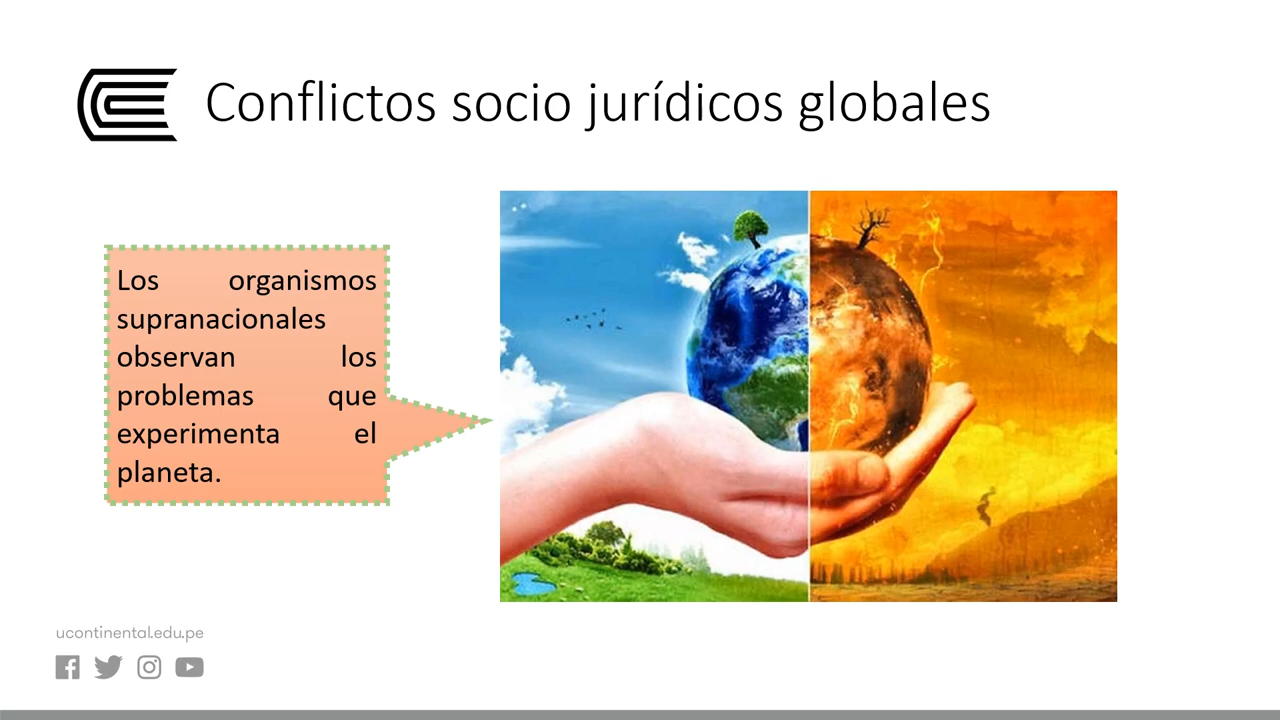 Conflictos socio jurídicos globales
Los organismos
supranacionales
observan los
problemas que
experimenta el
planeta.
ucontinental.edu.pe